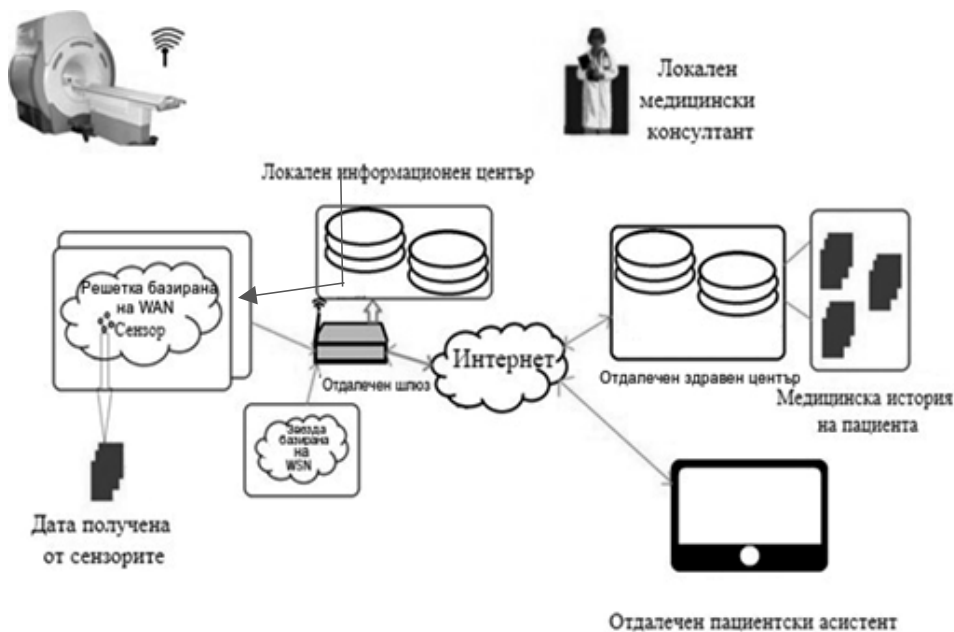 Локален
медицински
консултант
Локален информационен център
Решетка базирана
на WAN
Сензор
Отдалечен шлюз
Интернет
Отдалечен здравен център
Медицинска история
на пациента
Звезда
базирана
на
WSN
Дата получена
от сензорите
Отдалечен пациентски асистент